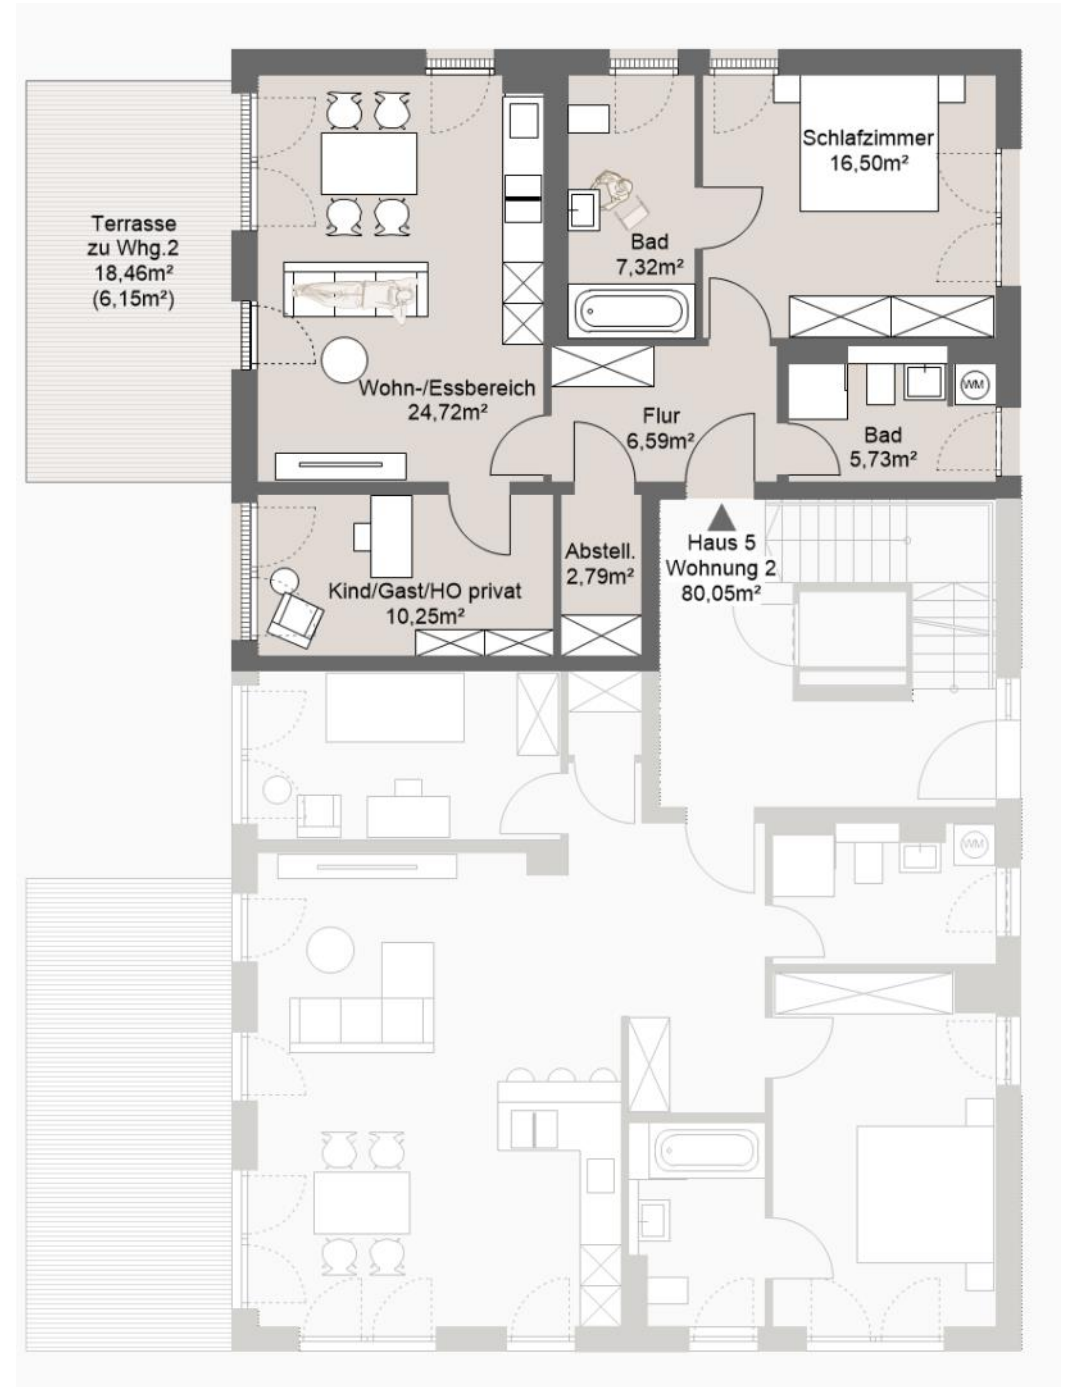 Schlafzimmer
16,50m²
Terrasse
zu Whg.2
18,46m²
(6,15m²)
Bad
7,32m²
Wohn-/Essbereich
24,72m²
Flur
6,59m²
WM
Bad
5,73m²
Abstell.
2,79m²
Haus 5
Wohnung 2
80,05m²
Kind/Gast/HO privat
10,25m²
WM